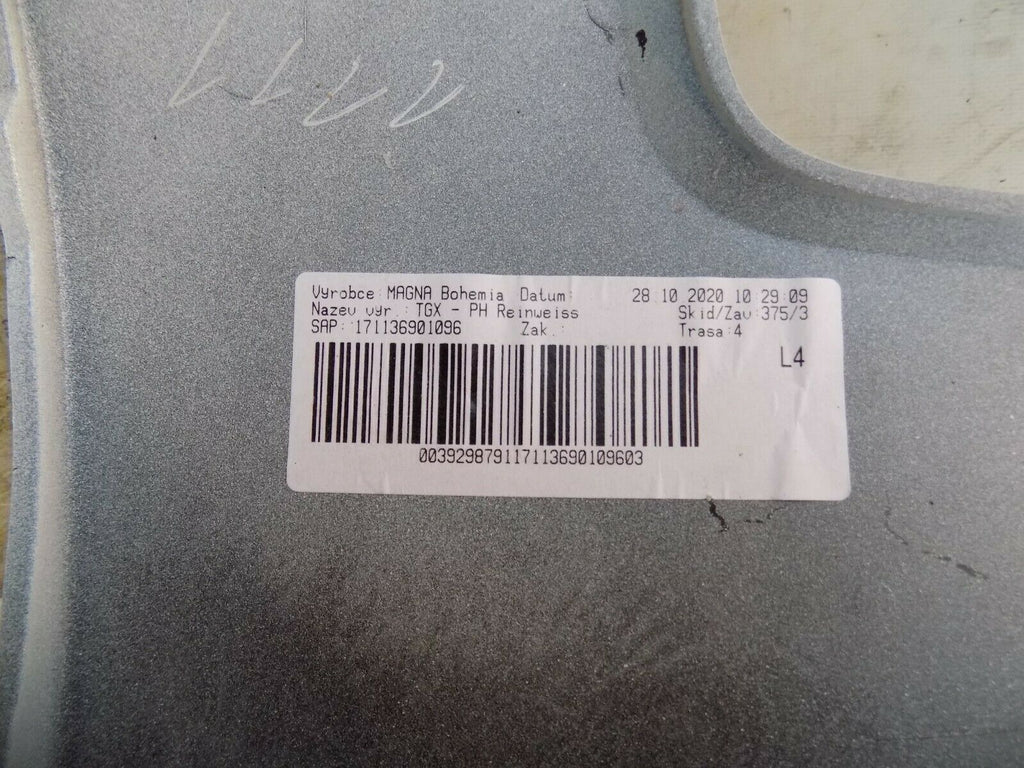 Vyrobce: MAGNA Bohemia Datum: 28.10.2020 10:29:09
Nazev vyr.: TGX - PH Reinweiss Skid/Zav:375/3
SAP: 171136901096 Zak.: Trasa:4
L4
003929879117113690109603